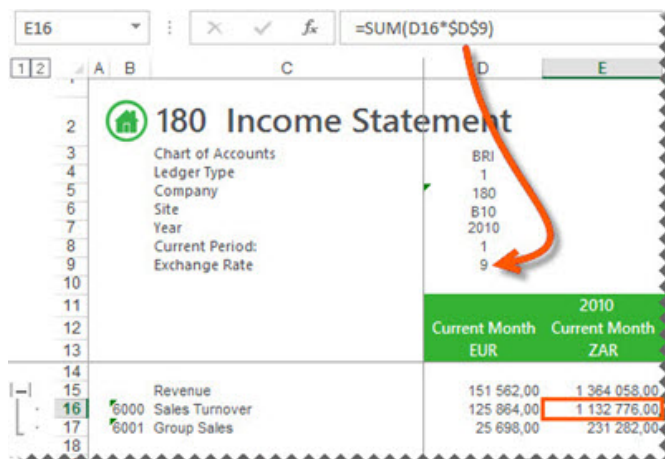 E16 fx =SUM(D16*$D$9)
1 2 A B C D E
2 180 Income Statement
3 Chart of Accounts BRI
4 Ledger Type 1
5 Company 180
6 Site B10
7 Year 2010
8 Current Period: 1
9 Exchange Rate 9
10
11 2010
12 Current Month Current Month
13 EUR ZAR
14
15 Revenue 151 562,00 1 364 058,00
16 6000 Sales Turnover 125 864,00 1 132 776,00
17 6001 Group Sales 25 698,00 231 282,00
18